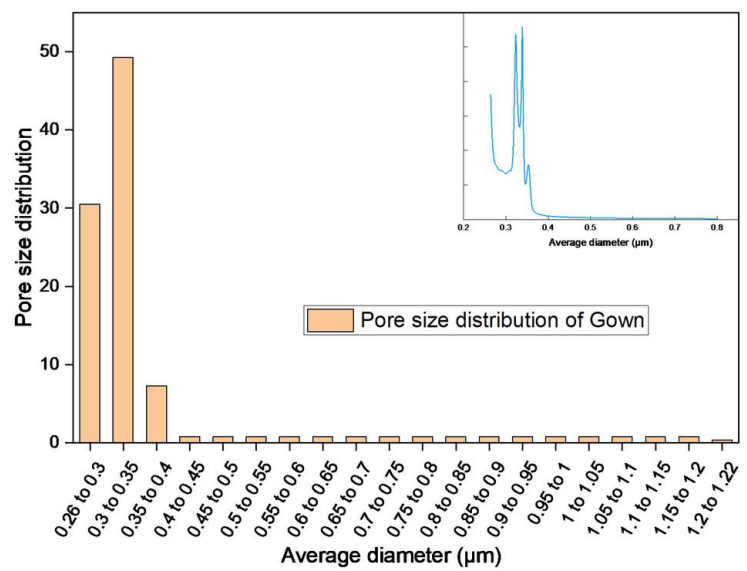 50
40
30
20
10
0
Pore size distribution
0.2
0.3
0.4
0.5
0.6
0.7
0.8
Average diameter (μm)
Pore size distribution of Gown
0.26 to 0.3
0.3 to 0.35
0.35 to 0.4
0.4 to 0.45
0.45 to 0.5
0.5 to 0.55
0.55 to 0.6
0.6 to 0.65
0.65 to 0.7
0.7 to 0.75
0.75 to 0.8
0.8 to 0.85
0.85 to 0.9
0.9 to 0.95
0.95 to 1
1 to 1.05
1.05 to 1.1
1.1 to 1.15
1.15 to 1.2
1.2 to 1.22
Average diameter (μm)